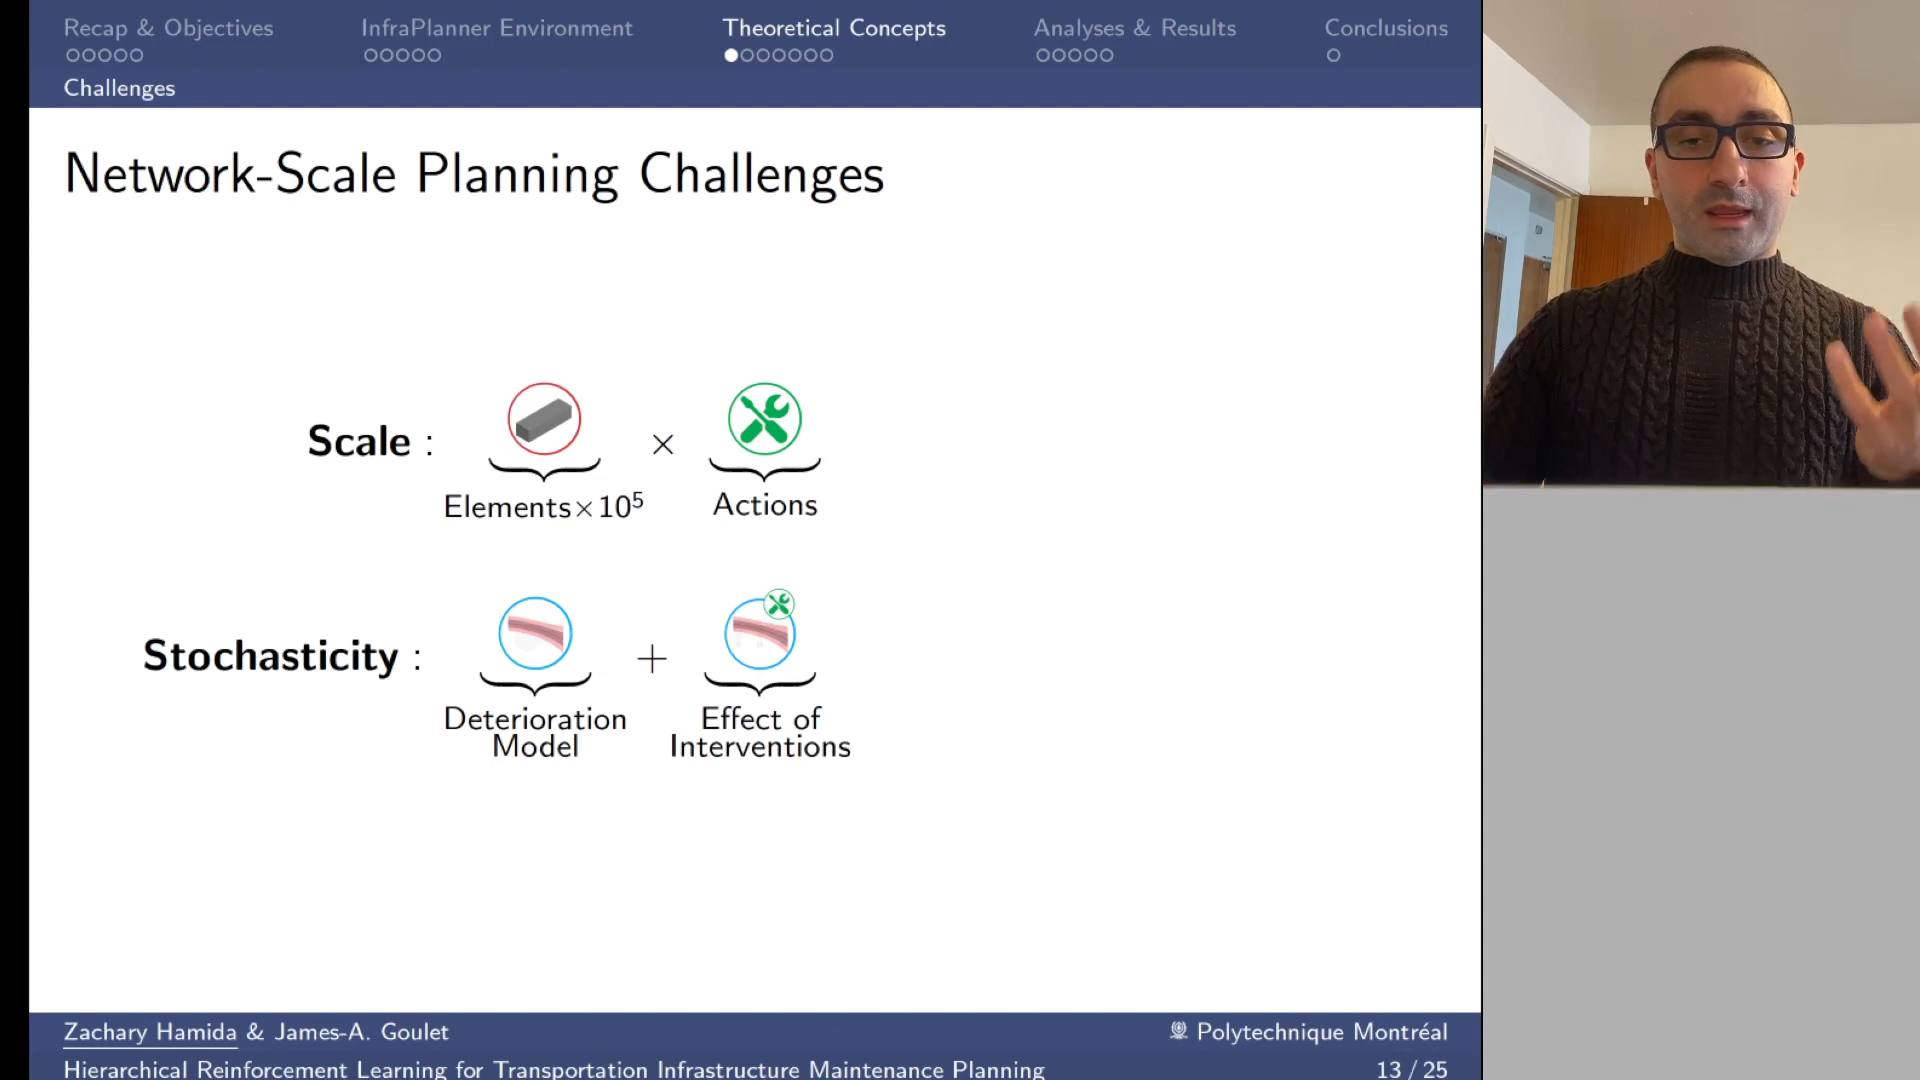 Recap & Objectives InfraPlanner Environment Theoretical Concepts Analyses & Results Conclusions
Challenges
Network-Scale Planning Challenges
Scale : × 
Elements×10⁵ Actions
Stochasticity : +
Deterioration Model Effect of Interventions
Zachary Hamida & James-A. Goulet Polytechnique Montréal
Hierarchical Reinforcement Learning for Transportation Infrastructure Maintenance Planning 13 / 25